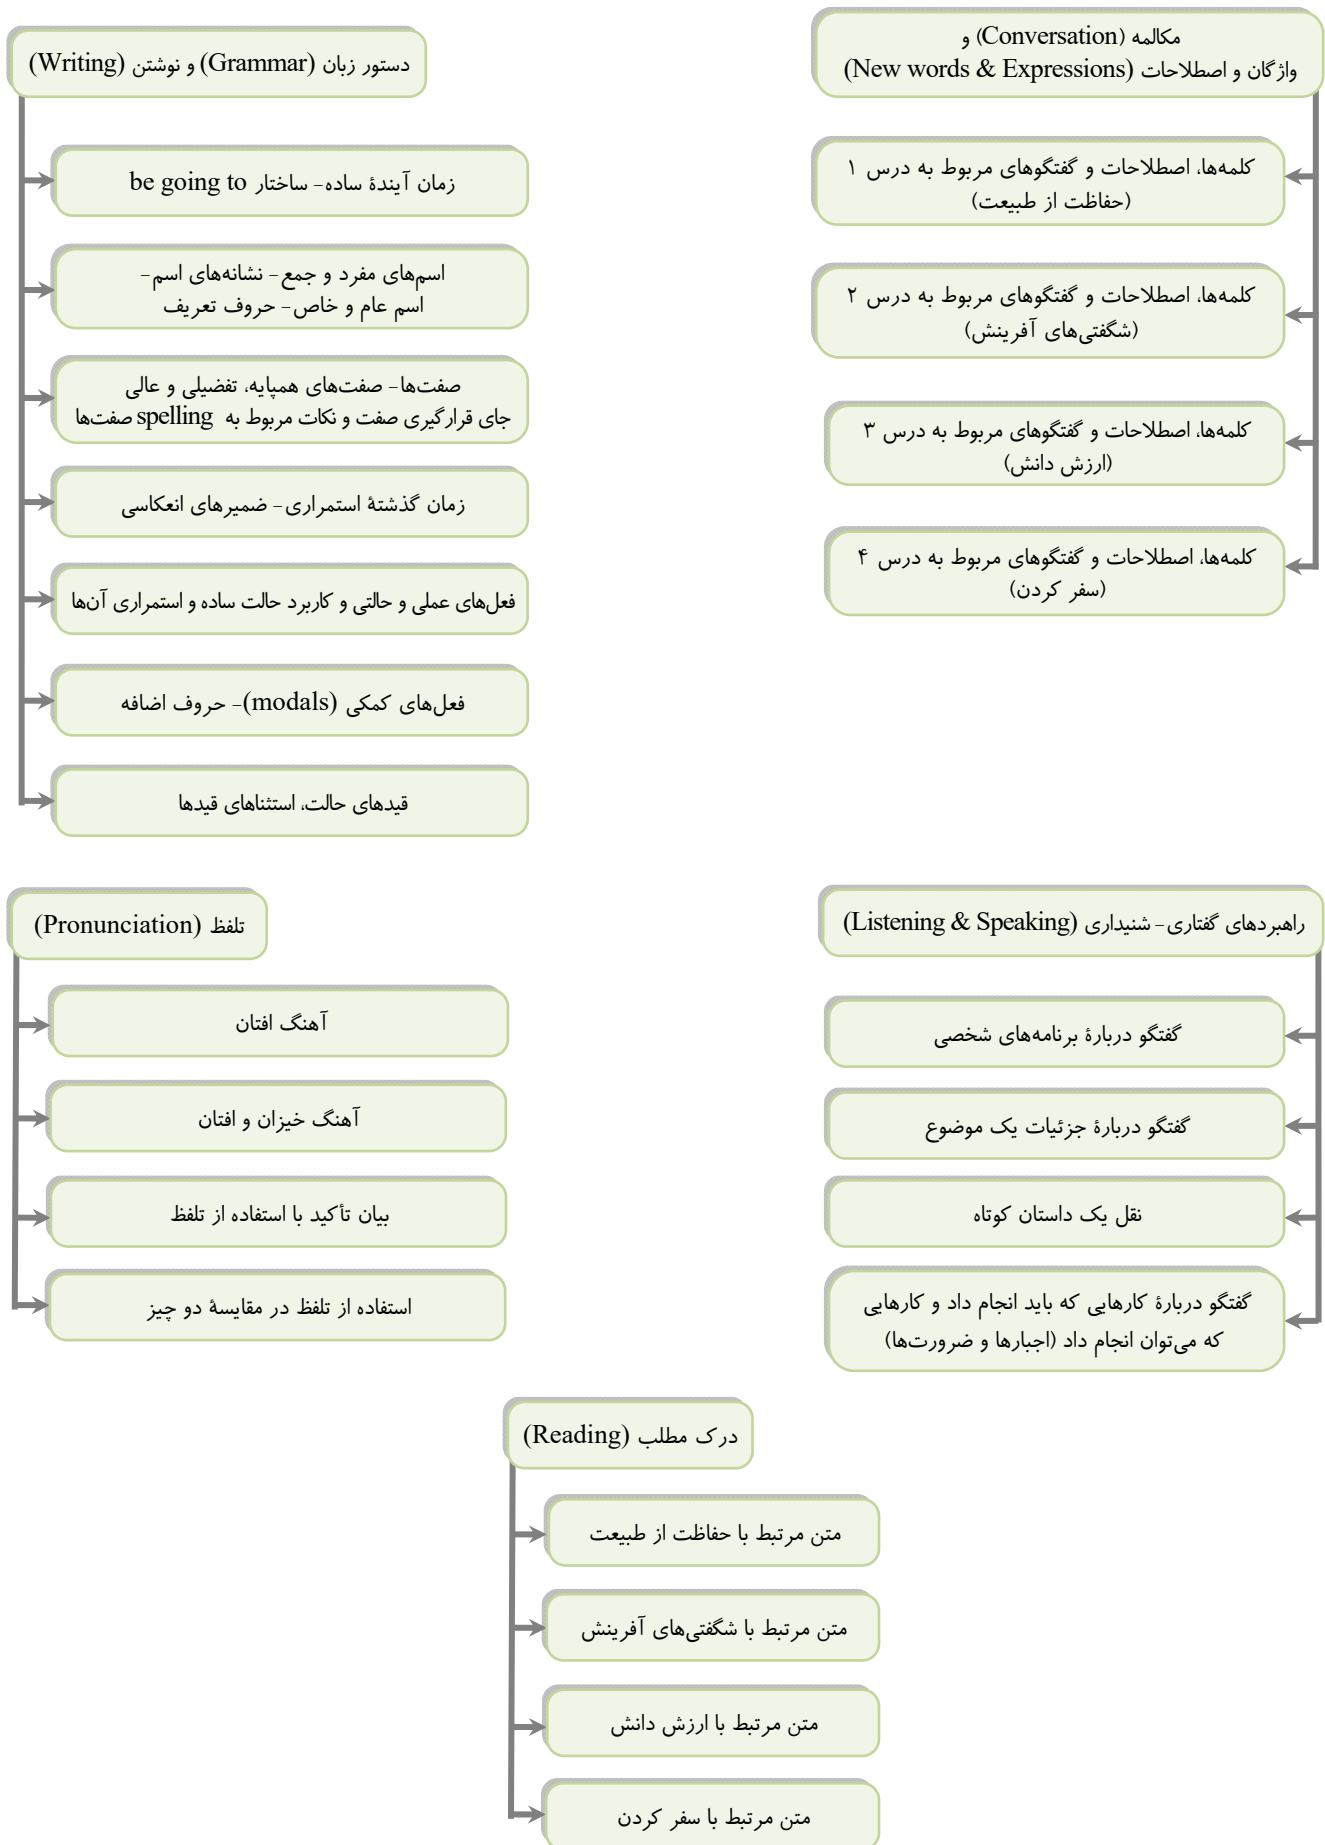 مکالمه (Conversation) و
واژگان و اصطلاحات (New words & Expressions)
کلمه‌ها، اصطلاحات و گفتگوهای مربوط به درس ۱
(حفاظت از طبیعت)
کلمه‌ها، اصطلاحات و گفتگوهای مربوط به درس ۲
(شگفتی‌های آفرینش)
کلمه‌ها، اصطلاحات و گفتگوهای مربوط به درس ۳
(ارزش دانش)
کلمه‌ها، اصطلاحات و گفتگوهای مربوط به درس ۴
(سفر کردن)
دستور زبان (Grammar) و نوشتن (Writing)
زمان آیندهٔ ساده- ساختار be going to
اسم‌های مفرد و جمع- نشانه‌های اسم-
اسم عام و خاص- حروف تعریف
صفت‌ها- صفت‌های همپایه، تفضیلی و عالی
جای قرارگیری صفت و نکات مربوط به spelling صفت‌ها
زمان گذشتهٔ استمراری- ضمیرهای انعکاسی
فعل‌های عملی و حالتی و کاربرد حالت ساده و استمراری آن‌ها
فعل‌های کمکی (modals)- حروف اضافه
قیدهای حالت، استثناهای قیدها
راهبردهای گفتاری- شنیداری (Listening & Speaking)
گفتگو دربارهٔ برنامه‌های شخصی
گفتگو دربارهٔ جزئیات یک موضوع
نقل یک داستان کوتاه
گفتگو دربارهٔ کارهایی که باید انجام داد و کارهایی
که می‌توان انجام داد (اجبارها و ضرورت‌ها)
تلفظ (Pronunciation)
آهنگ افتان
آهنگ خیزان و افتان
بیان تأکید با استفاده از تلفظ
استفاده از تلفظ در مقایسهٔ دو چیز
درک مطلب (Reading)
متن مرتبط با حفاظت از طبیعت
متن مرتبط با شگفتی‌های آفرینش
متن مرتبط با ارزش دانش
متن مرتبط با سفر کردن